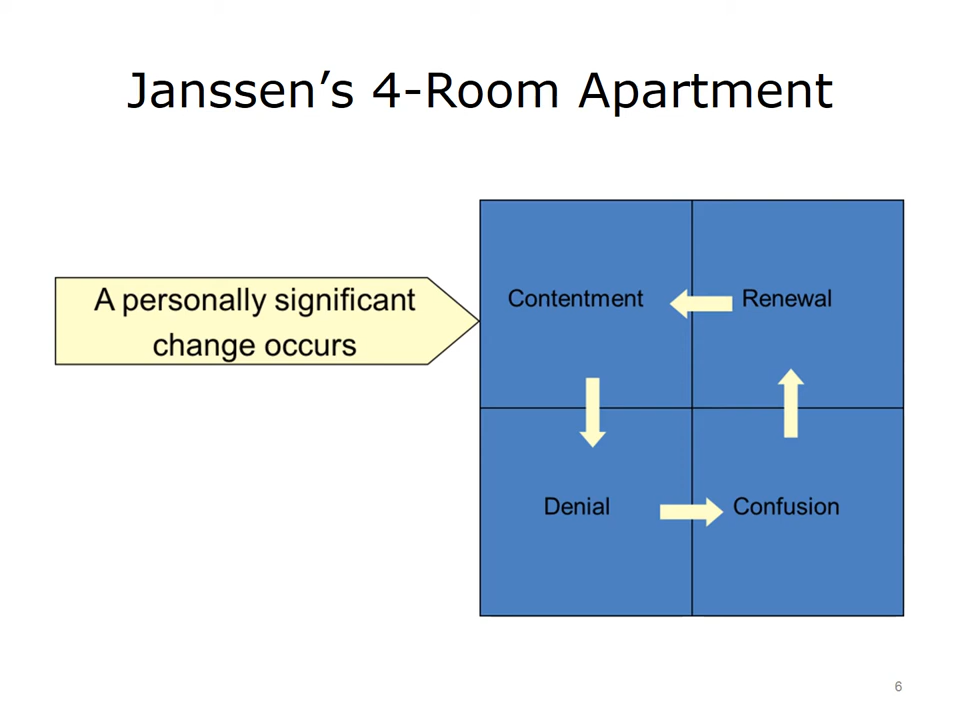 Janssen’s 4-Room Apartment
A personally significant
change occurs
Contentment
Renewal
Denial
Confusion
6